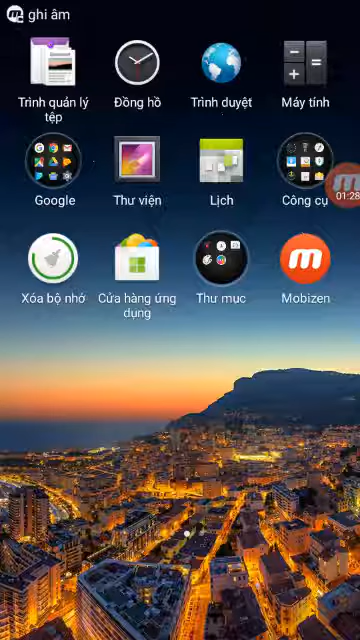 ghi âm
Trình quản lý tệp
Đồng hồ
Trình duyệt
Máy tính
Google
Thư viện
Lịch
Công cụ
01:28
Xóa bộ nhớ
Cửa hàng ứng dụng
Thư mục
Mobizen